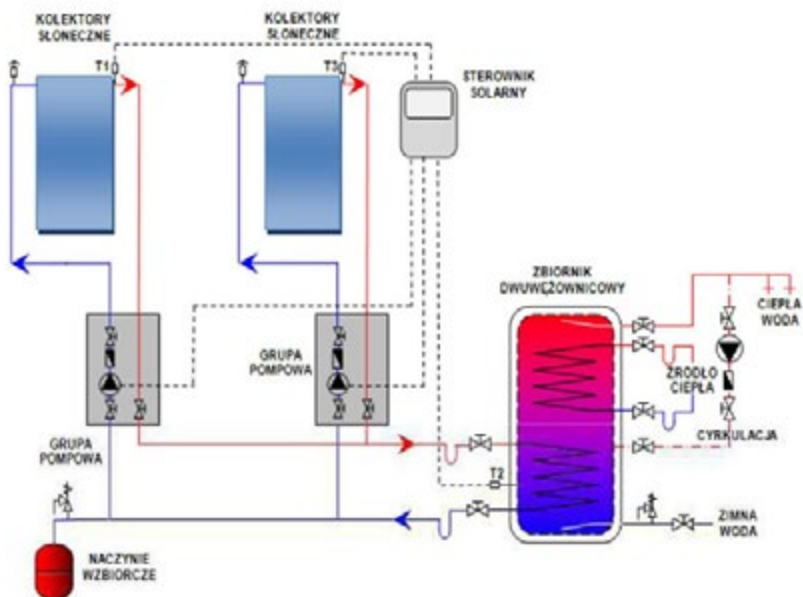 KOLEKTORY
SŁONECZNE
KOLEKTORY
SŁONECZNE
T1
T3
STEROWNIK
SOLARNY
ZBIORNIK
DWUWĘŻOWNICOWY
CIEPŁA
WODA
GRUPA
POMPOWA
ŹRÓDŁO
CIEPŁA
CYRKULACJA
GRUPA
POMPOWA
T2
ZIMNA
WODA
NACZYNIE
WZBIORCZE